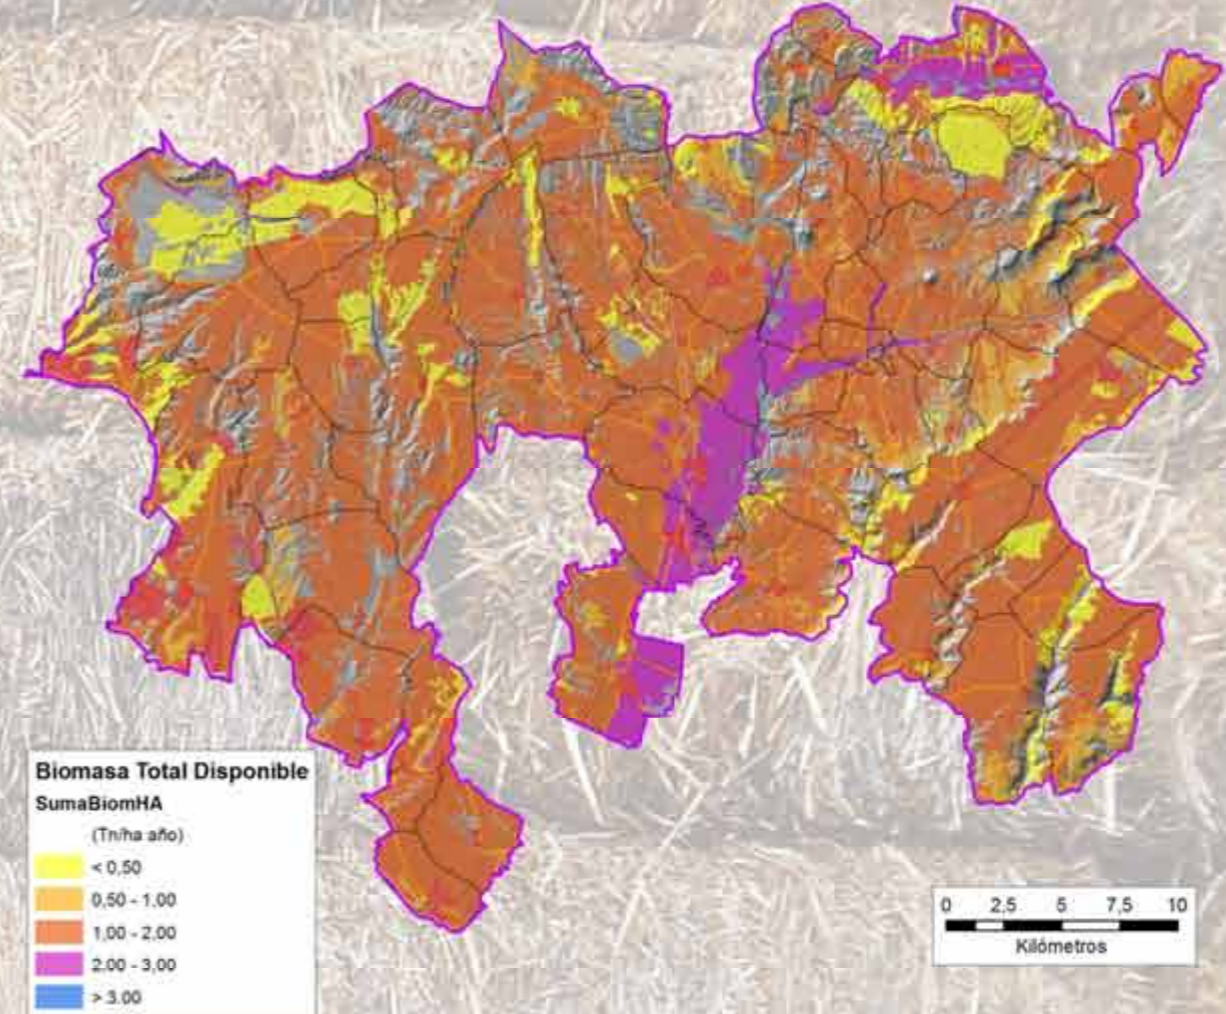 Biomasa Total Disponible
SumaBiomHA
(Tn/ha año)
< 0,50
0,50 - 1,00
1,00 - 2,00
2.00 - 3,00
> 3.00
0 2,5 5 7,5 10
Kilómetros